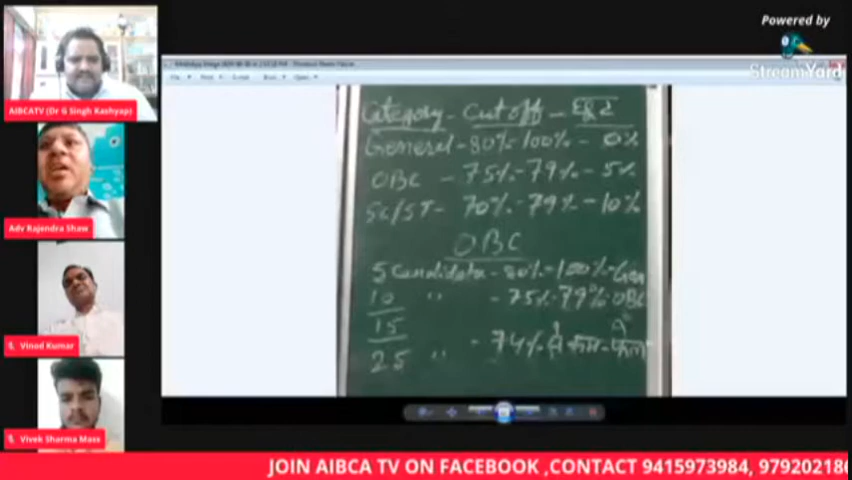 Powered by
StreamYard
AIBCATV (Dr G Singh Kashyap)
Adv Rajendra Shaw
Vinod Kumar
Vivek Sharma Mass
Category - Cut off - छूट
General - 80% - 100% - 0%
OBC - 75% - 79% - 5%
SC/ST - 70% - 79% - 10%
OBC
5 Candidate - 80% - 100% - Gen
10 " - 75% - 79% - OBC
15
25 " - 74% से कम -
JOIN AIBCA TV ON FACEBOOK ,CONTACT 9415973984, 979202186